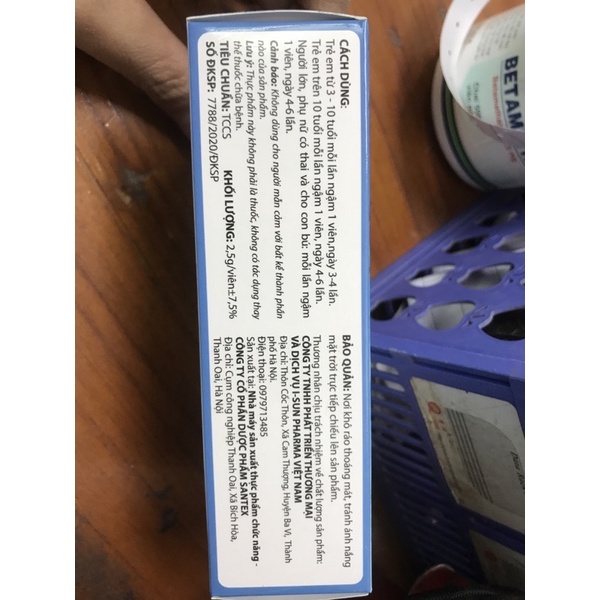 CÁCH DÙNG:
Trẻ em từ 3 - 10 tuổi mỗi lần ngậm 1 viên,ngày 3-4 lần.
Trẻ em trên 10 tuổi mỗi lần ngậm 1 viên, ngày 4-6 lần.
Người lớn, phụ nữ có thai và cho con bú: mỗi lần ngậm
1 viên, ngày 4-6 lần.
Cảnh báo: Không dùng cho người mẫn cảm với bất kể thành phần
nào của sản phẩm.
Lưu ý: Thực phẩm này không phải là thuốc, không có tác dụng thay
thế thuốc chữa bệnh.
TIÊU CHUẨN: TCCS KHỐI LƯỢNG: 2,5g/viên±7,5%
SỐ ĐKSP: 7788/2020/ĐKSP
BẢO QUẢN: Nơi khô ráo thoáng mát, tránh ánh nắng
mặt trời trực tiếp chiếu lên sản phẩm.
Thương nhân chịu trách nhiệm về chất lượng sản phẩm:
CÔNG TY TNHH PHÁT TRIỂN THƯƠNG MẠI
VÀ DỊCH VỤ I-SUN PHARMA VIỆT NAM
Địa chỉ: Thôn Cốc Thôn, Xã Cam Thượng, Huyện Ba Vì, Thành
phố Hà Nội.
Điện thoại: 0979713485
Sản xuất tại: Nhà máy sản xuất thực phẩm chức năng -
CÔNG TY CỔ PHẦN DƯỢC PHẨM SANTEX
Địa chỉ: Cụm công nghiệp Thanh Oai, Xã Bích Hòa,
Thanh Oai, Hà Nội
BETAM